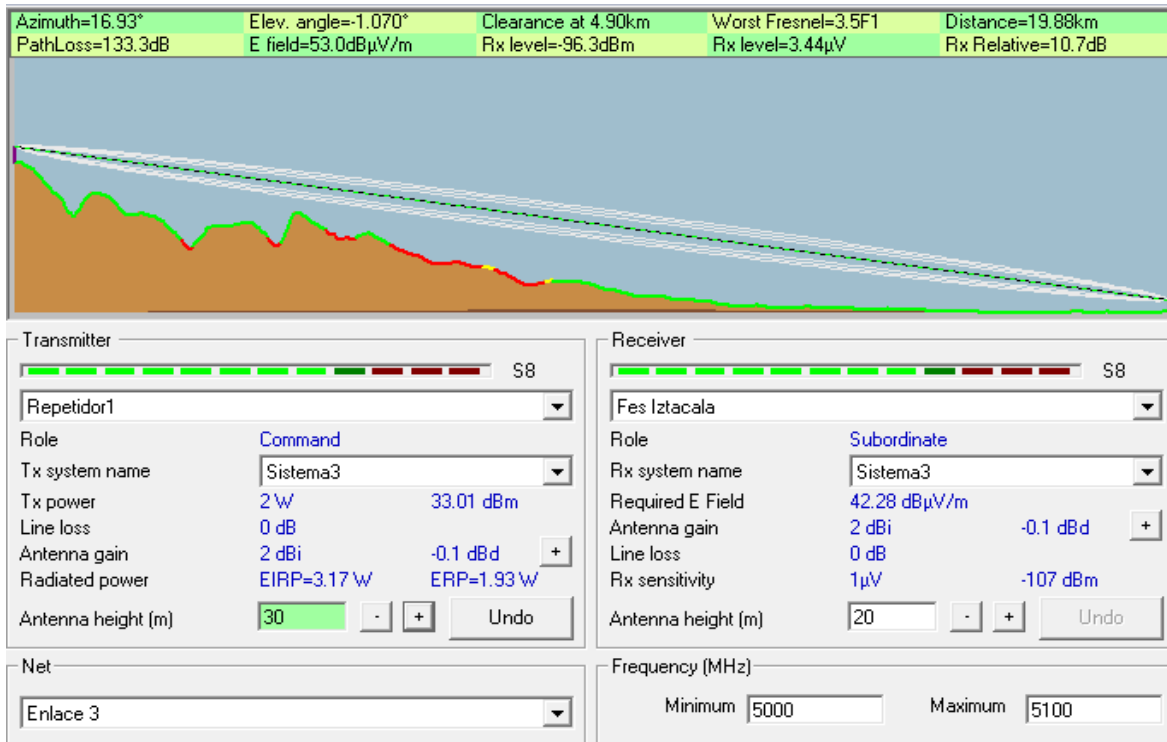 Azimuth=16.93° Elev. angle=-1.070° Clearance at 4.90km Worst Fresnel=3.5F1 Distance=19.88km
PathLoss=133.3dB E field=53.0dBµV/m Rx level=-96.3dBm Rx level=3.44µV Rx Relative=10.7dB
Transmitter
S8
Repetidor1
Role Command
Tx system name Sistema3
Tx power 2 W 33.01 dBm
Line loss 0 dB
Antenna gain 2 dBi -0.1 dBd +
Radiated power EIRP=3.17 W ERP=1.93 W
Antenna height (m) 30 - + Undo
Net
Enlace 3
Receiver
S8
Fes Iztacala
Role Subordinate
Rx system name Sistema3
Required E Field 42.28 dBµV/m
Antenna gain 2 dBi -0.1 dBd +
Line loss 0 dB
Rx sensitivity 1µV -107 dBm
Antenna height (m) 20 - + Undo
Frequency (MHz)
Minimum 5000 Maximum 5100